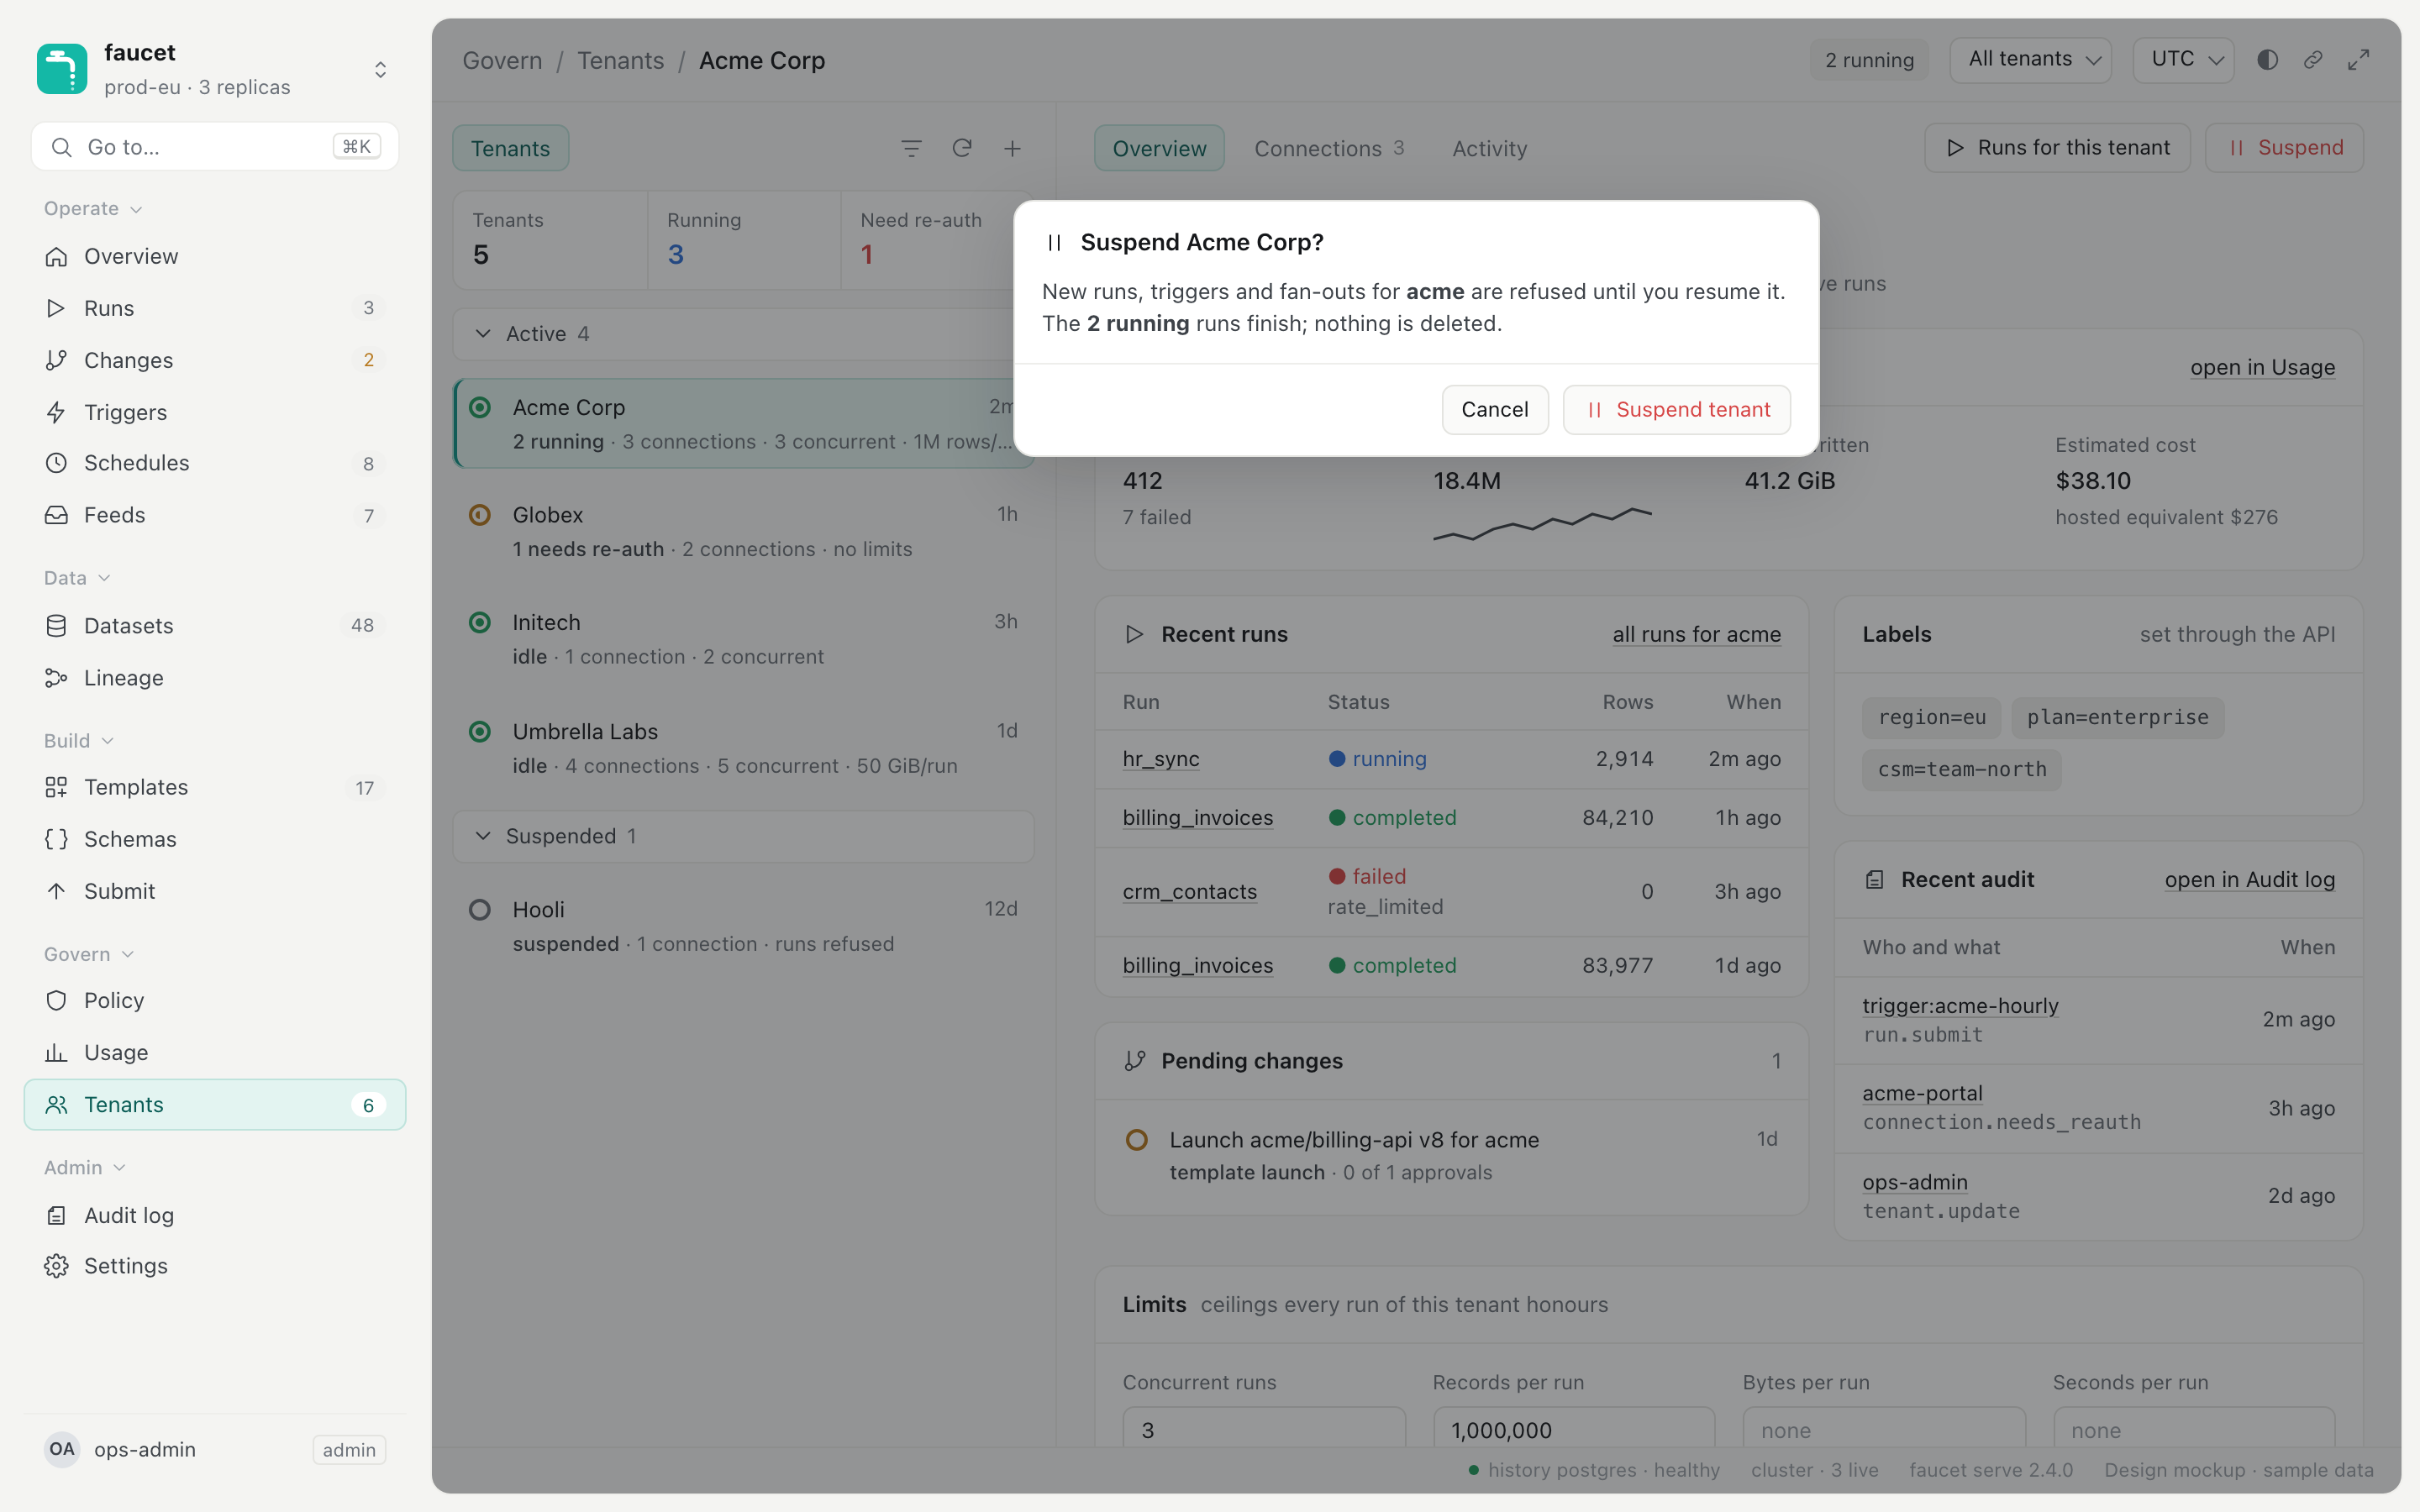 faucet
prod-eu · 3 replicas
Go to...
⌘K
Operate
Overview
Runs 3
Changes 2
Triggers
Schedules 8
Feeds 7
Data
Datasets 48
Lineage
Build
Templates 17
Schemas
Submit
Govern
Policy
Usage
Tenants 6
Admin
Audit log
Settings
OA ops-admin admin
Govern / Tenants / Acme Corp
2 running
All tenants
UTC
Tenants
Tenants Running Need re-auth
5 3 1
Active 4
Acme Corp
2 running · 3 connections · 3 concurrent · 1M rows/...
Globex 1h
1 needs re-auth · 2 connections · no limits
Initech 3h
idle · 1 connection · 2 concurrent
Umbrella Labs 1d
idle · 4 connections · 5 concurrent · 50 GiB/run
Suspended 1
Hooli 12d
suspended · 1 connection · runs refused
Overview Connections 3 Activity
Runs for this tenant
Suspend
Suspend Acme Corp?
New runs, triggers and fan-outs for acme are refused until you resume it.
The 2 running runs finish; nothing is deleted.
Cancel
Suspend tenant
runs
open in Usage
Estimated cost
412 18.4M 41.2 GiB $38.10
7 failed hosted equivalent $276
Recent runs all runs for acme
Run Status Rows When
hr_sync running 2,914 2m ago
billing_invoices completed 84,210 1h ago
crm_contacts failed 0 3h ago
rate_limited
billing_invoices completed 83,977 1d ago
Pending changes 1
Launch acme/billing-api v8 for acme 1d
template launch · 0 of 1 approvals
Labels set through the API
region=eu plan=enterprise
csm=team-north
Recent audit open in Audit log
Who and what When
trigger:acme-hourly 2m ago
run.submit
acme-portal 3h ago
connection.needs_reauth
ops-admin 2d ago
tenant.update
Limits ceilings every run of this tenant honours
Concurrent runs Records per run Bytes per run Seconds per run
3 1,000,000 none none
history postgres · healthy cluster · 3 live faucet serve 2.4.0 Design mockup · sample data